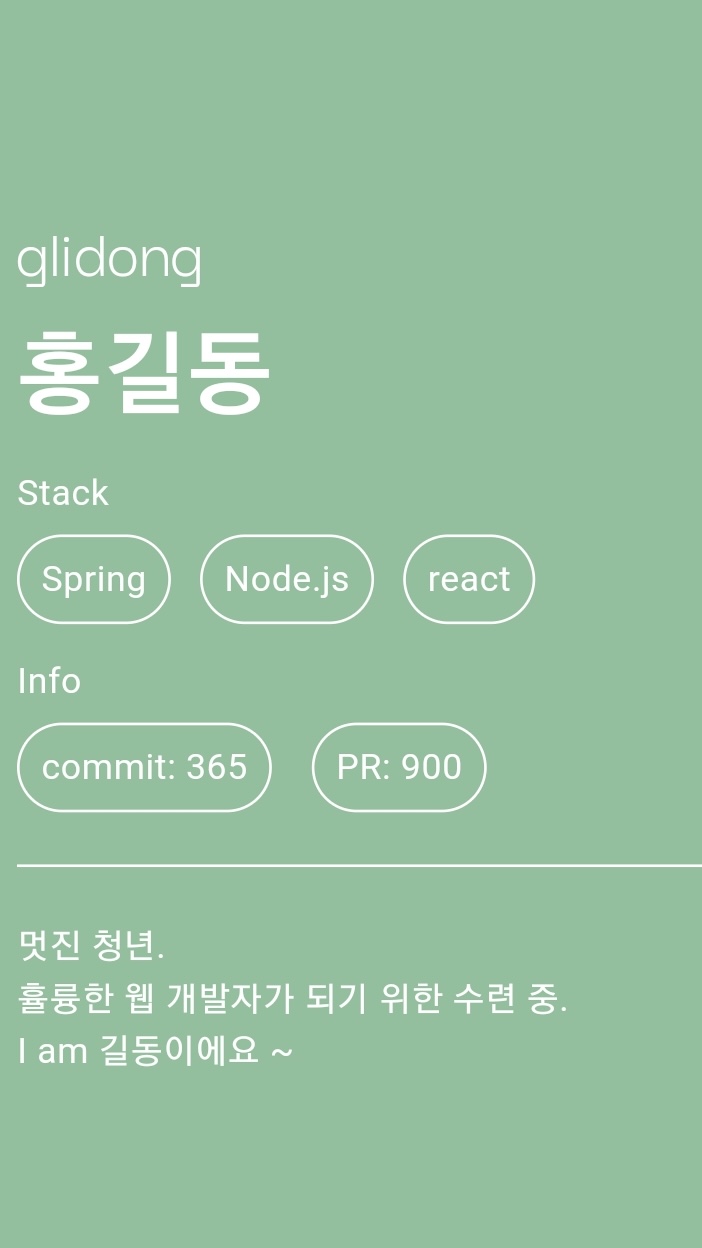 glidong
홍길동
Stack
Spring Node.js react
Info
commit: 365 PR: 900
멋진 청년.
휼륭한 웹 개발자가 되기 위한 수련 중.
I am 길동이에요 ~